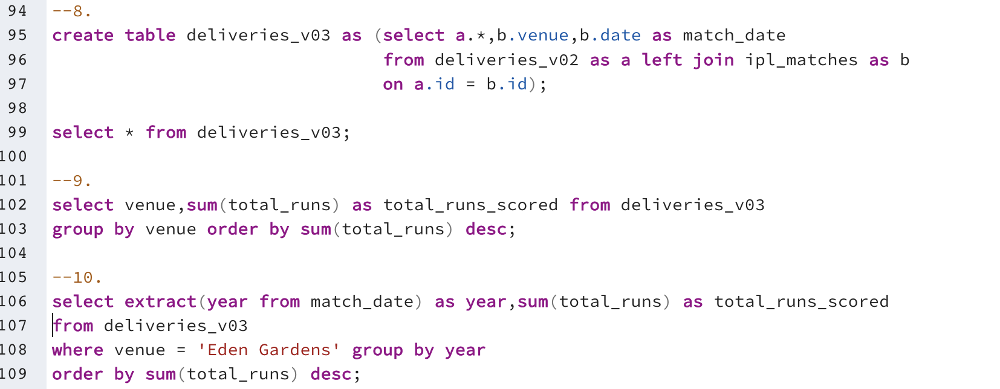 94 --8.
95 create table deliveries_v03 as (select a.*,b.venue,b.date as match_date
96 from deliveries_v02 as a left join ipl_matches as b
97 on a.id = b.id);
98
99 select * from deliveries_v03;
100
101 --9.
102 select venue,sum(total_runs) as total_runs_scored from deliveries_v03
103 group by venue order by sum(total_runs) desc;
104
105 --10.
106 select extract(year from match_date) as year,sum(total_runs) as total_runs_scored
107 from deliveries_v03
108 where venue = 'Eden Gardens' group by year
109 order by sum(total_runs) desc;